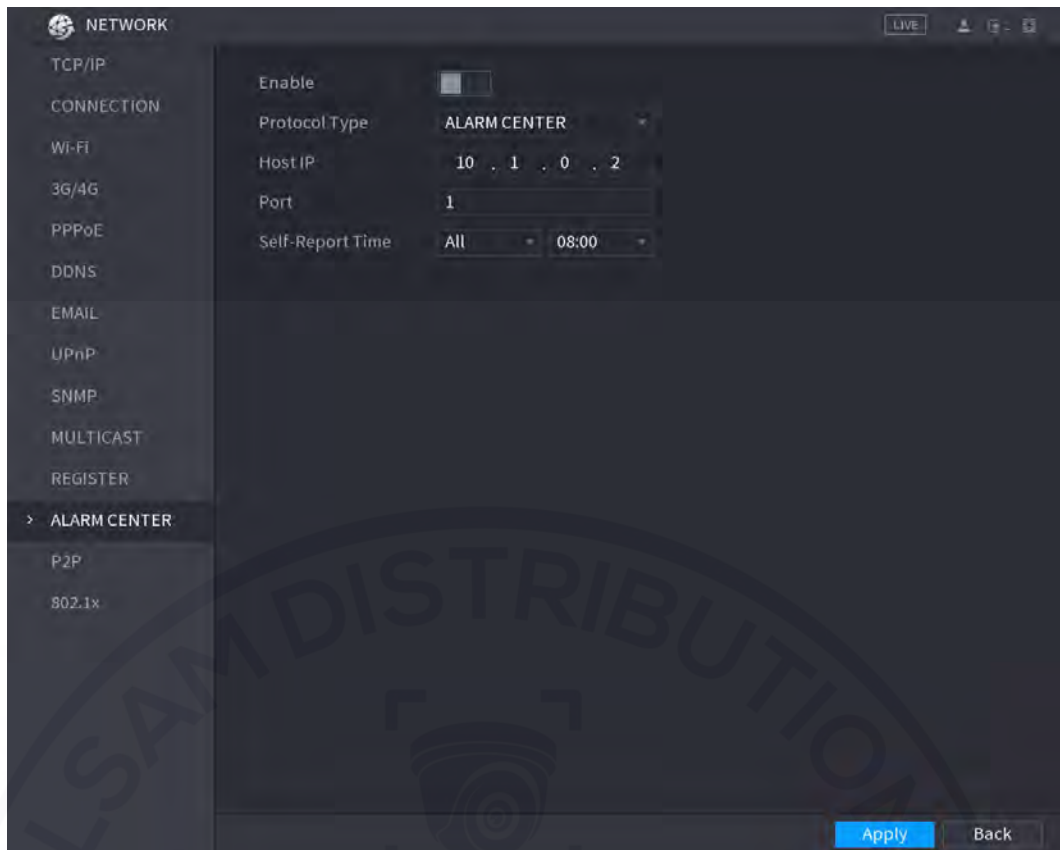 NETWORK
LIVE
TCP/IP
CONNECTION
Wi-Fi
3G/4G
PPPoE
DDNS
EMAIL
UPnP
SNMP
MULTICAST
REGISTER
> ALARM CENTER
P2P
802.1x
Enable
Protocol Type ALARM CENTER
Host IP 10 . 1 . 0 . 2
Port 1
Self-Report Time All 08:00
LSAM DISTRIBUTION
Apply Back